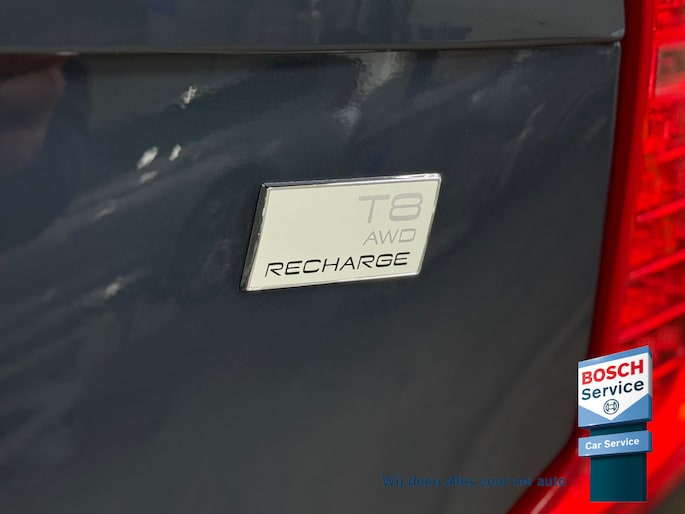 T8
AWD
RECHARGE
BOSCH
Service
Car Service
Wij doen alles voor uw auto